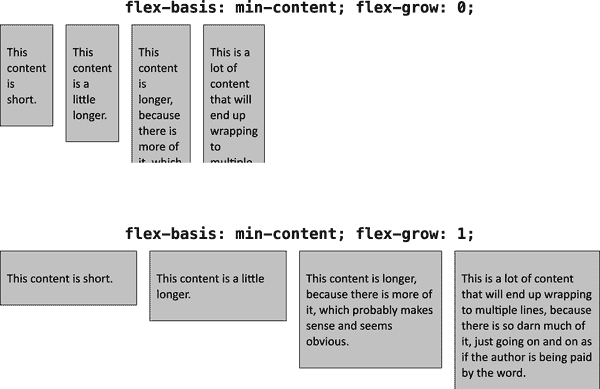 flex-basis: min-content; flex-grow: 0;
This
content
is
short.
This
content
is a
little
longer.
This
content
is
longer,
because
there is
more of
it, which
This is a
lot of
content
that will
end up
wrapping
to
multiple
flex-basis: min-content; flex-grow: 1;
This content is short.
This content is a little
longer.
This content is longer,
because there is more of
it, which probably makes
sense and seems
obvious.
This is a lot of content
that will end up wrapping
to multiple lines, because
there is so darn much of
it, just going on and on as
if the author is being paid
by the word.